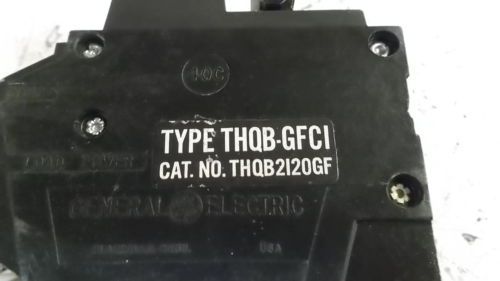 TYPE THQB-GFCI
CAT. NO. THQB2120GF
GENERAL ELECTRIC
USA